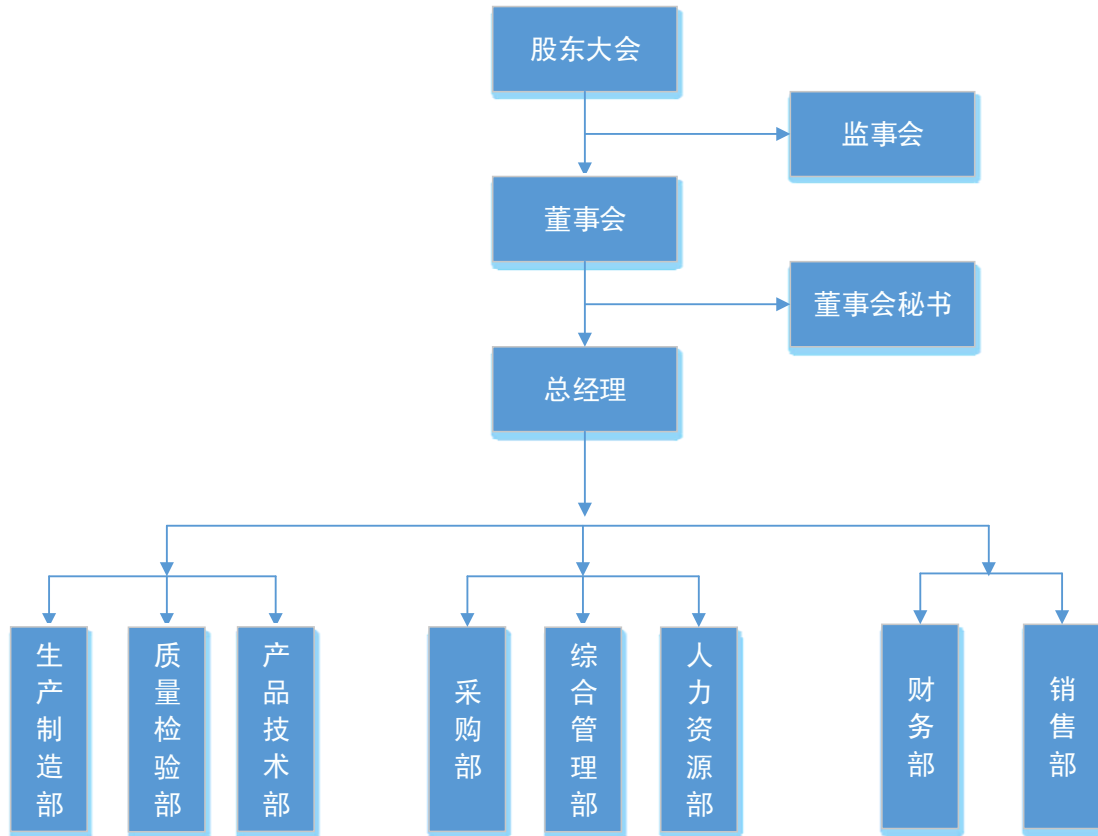 股东大会
监事会
董事会
董事会秘书
总经理
生产制造部
质量检验部
产品技术部
采购部
综合管理部
人力资源部
财务部
销售部